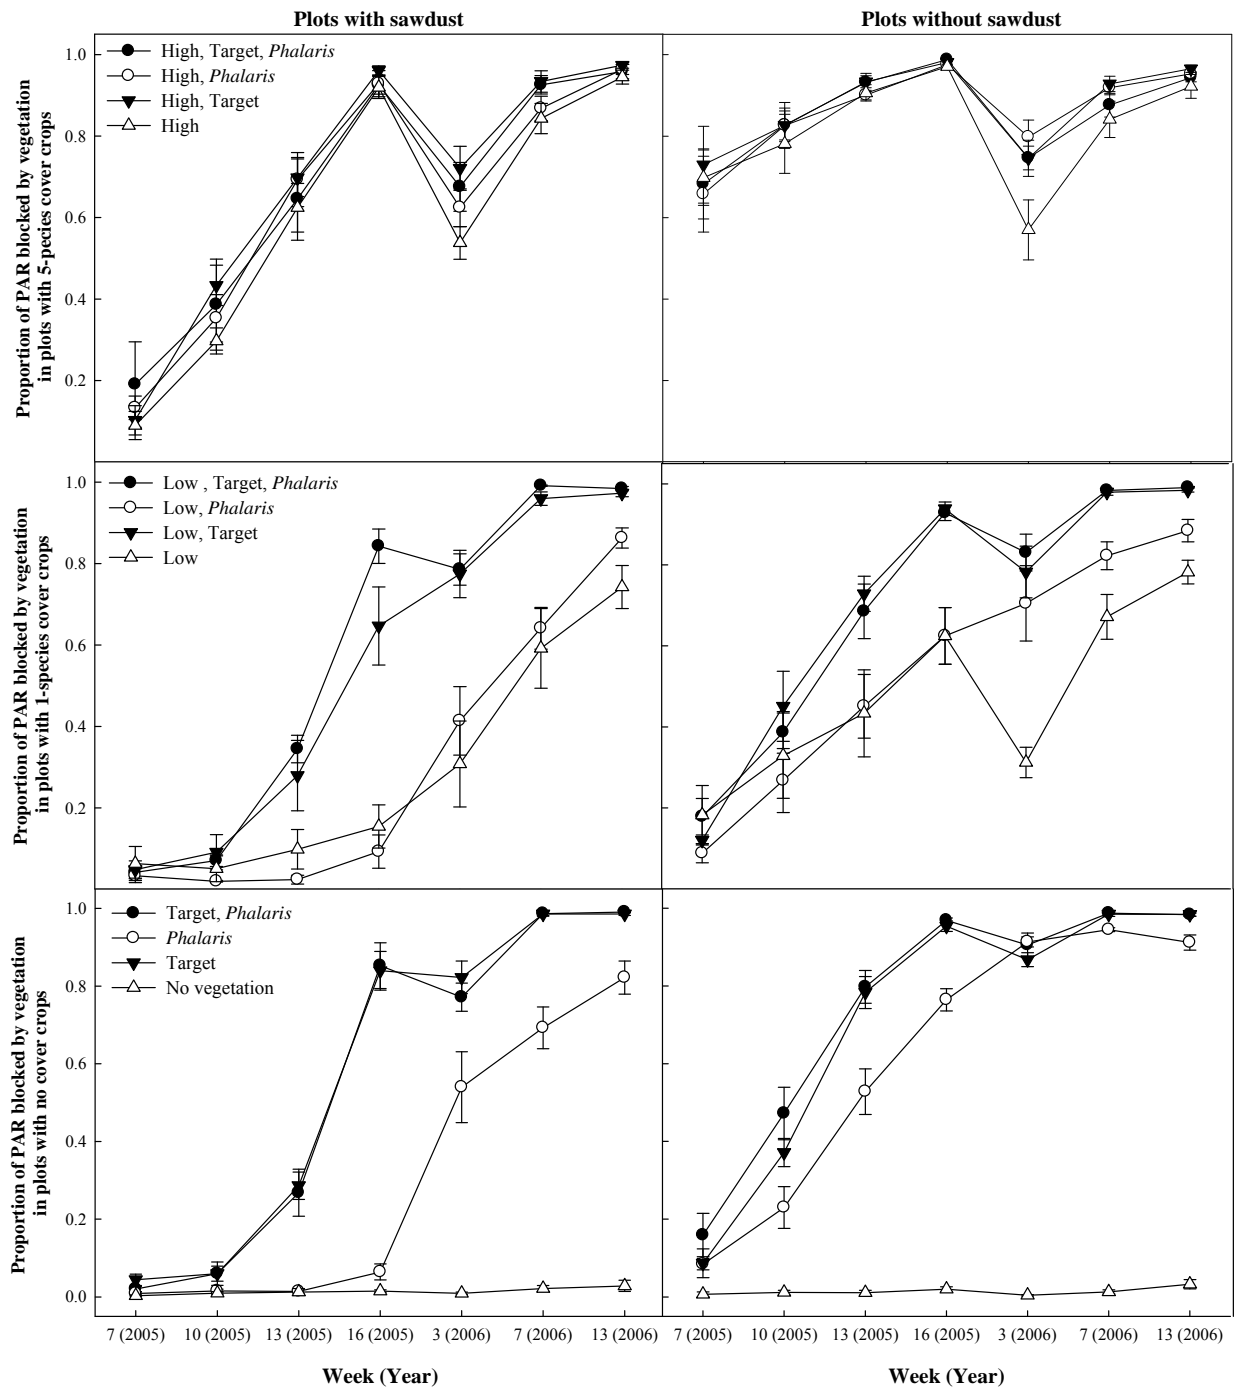 Plots with sawdust
Plots without sawdust
Proportion of PAR blocked by vegetation
in plots with 5-pecies cover crops
1.0
0.8
0.6
0.4
0.2
High, Target, Phalaris
High, Phalaris
High, Target
High
Proportion of PAR blocked by vegetation
in plots with 1-species cover crops
1.0
0.8
0.6
0.4
0.2
Low , Target, Phalaris
Low, Phalaris
Low, Target
Low
Proportion of PAR blocked by vegetation
in plots with no cover crops
1.0
0.8
0.6
0.4
0.2
0.0
Target, Phalaris
Phalaris
Target
No vegetation
7 (2005) 10 (2005) 13 (2005) 16 (2005) 3 (2006) 7 (2006) 13 (2006)
7 (2005) 10 (2005) 13 (2005) 16 (2005) 3 (2006) 7 (2006) 13 (2006)
Week (Year)
Week (Year)